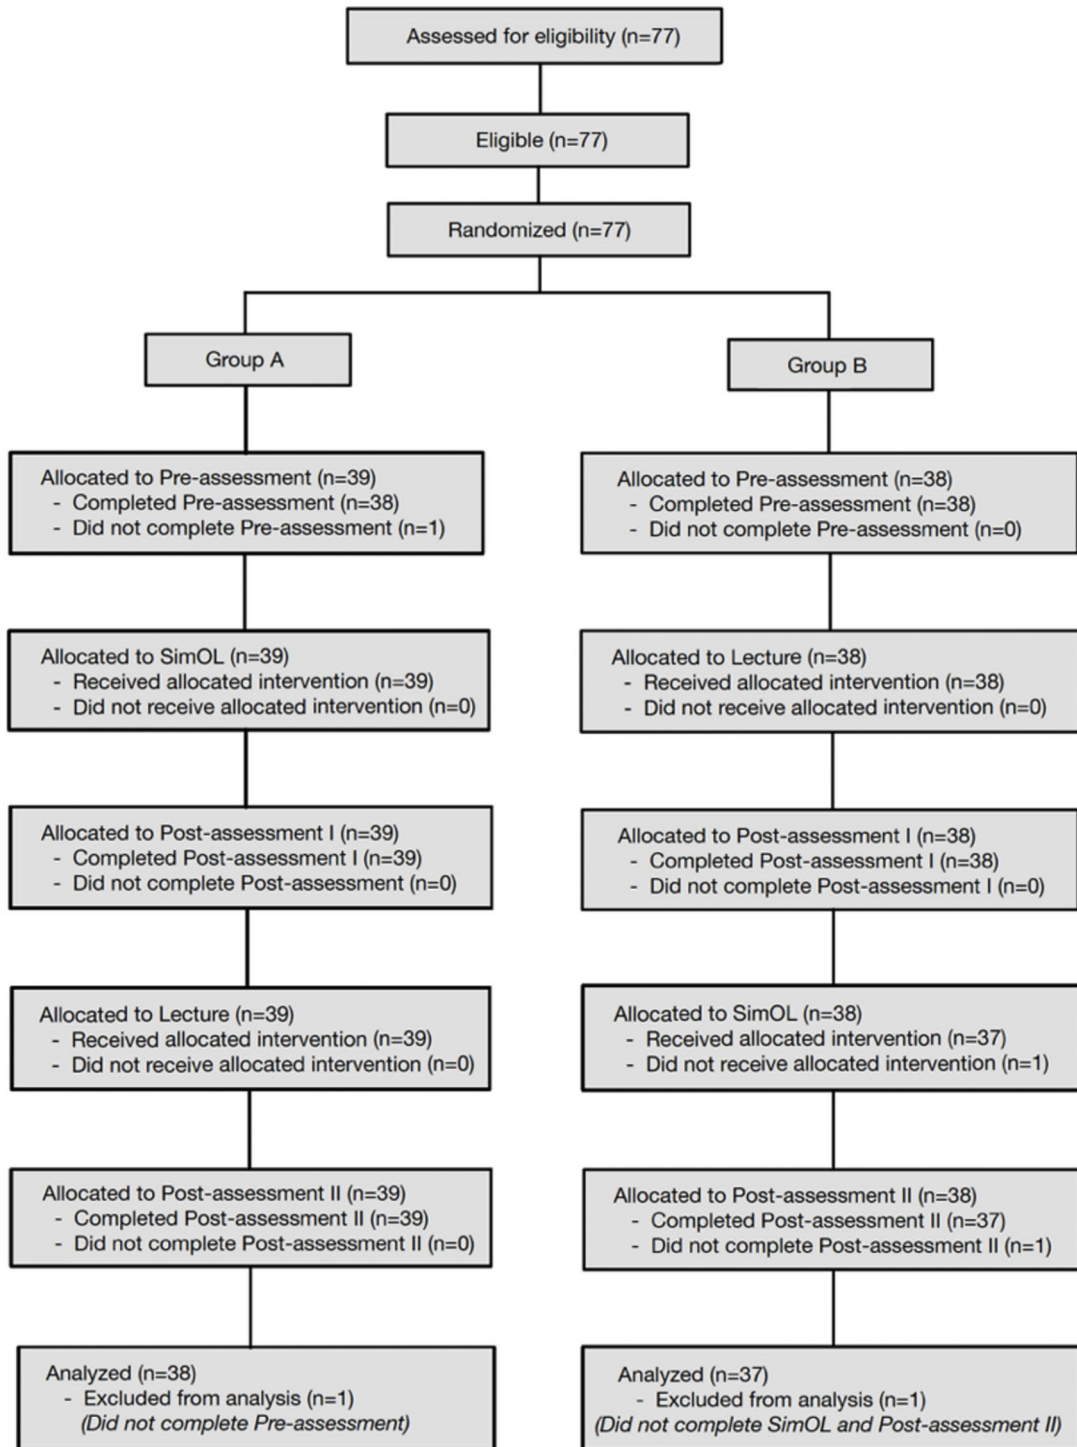 Assessed for eligibility (n=77)
Eligible (n=77)
Randomized (n=77)
Group A
Group B
Allocated to Pre-assessment (n=39)
- Completed Pre-assessment (n=38)
- Did not complete Pre-assessment (n=1)
Allocated to Pre-assessment (n=38)
- Completed Pre-assessment (n=38)
- Did not complete Pre-assessment (n=0)
Allocated to SimOL (n=39)
- Received allocated intervention (n=39)
- Did not receive allocated intervention (n=0)
Allocated to Lecture (n=38)
- Received allocated intervention (n=38)
- Did not receive allocated intervention (n=0)
Allocated to Post-assessment I (n=39)
- Completed Post-assessment I (n=39)
- Did not complete Post-assessment (n=0)
Allocated to Post-assessment I (n=38)
- Completed Post-assessment I (n=38)
- Did not complete Post-assessment I (n=0)
Allocated to Lecture (n=39)
- Received allocated intervention (n=39)
- Did not receive allocated intervention (n=0)
Allocated to SimOL (n=38)
- Received allocated intervention (n=37)
- Did not receive allocated intervention (n=1)
Allocated to Post-assessment II (n=39)
- Completed Post-assessment II (n=39)
- Did not complete Post-assessment II (n=0)
Allocated to Post-assessment II (n=38)
- Completed Post-assessment II (n=37)
- Did not complete Post-assessment II (n=1)
Analyzed (n=38)
- Excluded from analysis (n=1)
(Did not complete Pre-assessment)
Analyzed (n=37)
- Excluded from analysis (n=1)
(Did not complete SimOL and Post-assessment II)